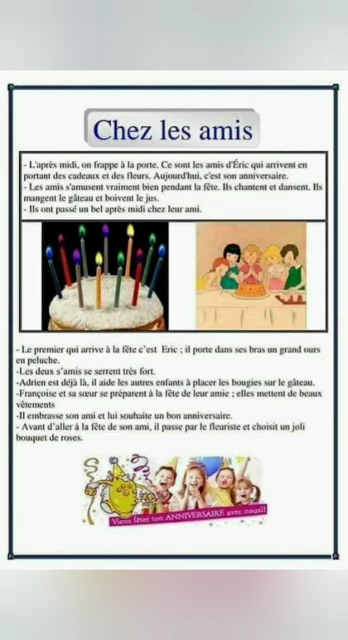 Chez les amis
- L'après midi, on frappe à la porte. Ce sont les amis d'Éric qui arrivent en
portant des cadeaux et des fleurs. Aujourd'hui, c'est son anniversaire.
- Les amis s'amusent vraiment bien pendant la fête. Ils chantent et dansent. Ils
mangent le gâteau et boivent le jus.
- Ils ont passé un bel après midi chez leur ami.
- Le premier qui arrive à la fête c'est  Eric ; il porte dans ses bras un grand ours
en peluche.
-Les deux s'amis se serrent très fort.
-Adrien est déjà là, il aide les autres enfants à placer les bougies sur le gâteau.
-Françoise et sa sœur se préparent à la fête de leur amie ; elles mettent de beaux
vêtements
-Il embrasse son ami et lui souhaite un bon anniversaire.
- Avant d'aller à la fête de son ami, il passe par le fleuriste et choisit un joli
bouquet de roses.
Viens fêter ton ANNIVERSAIRE avec nous!!